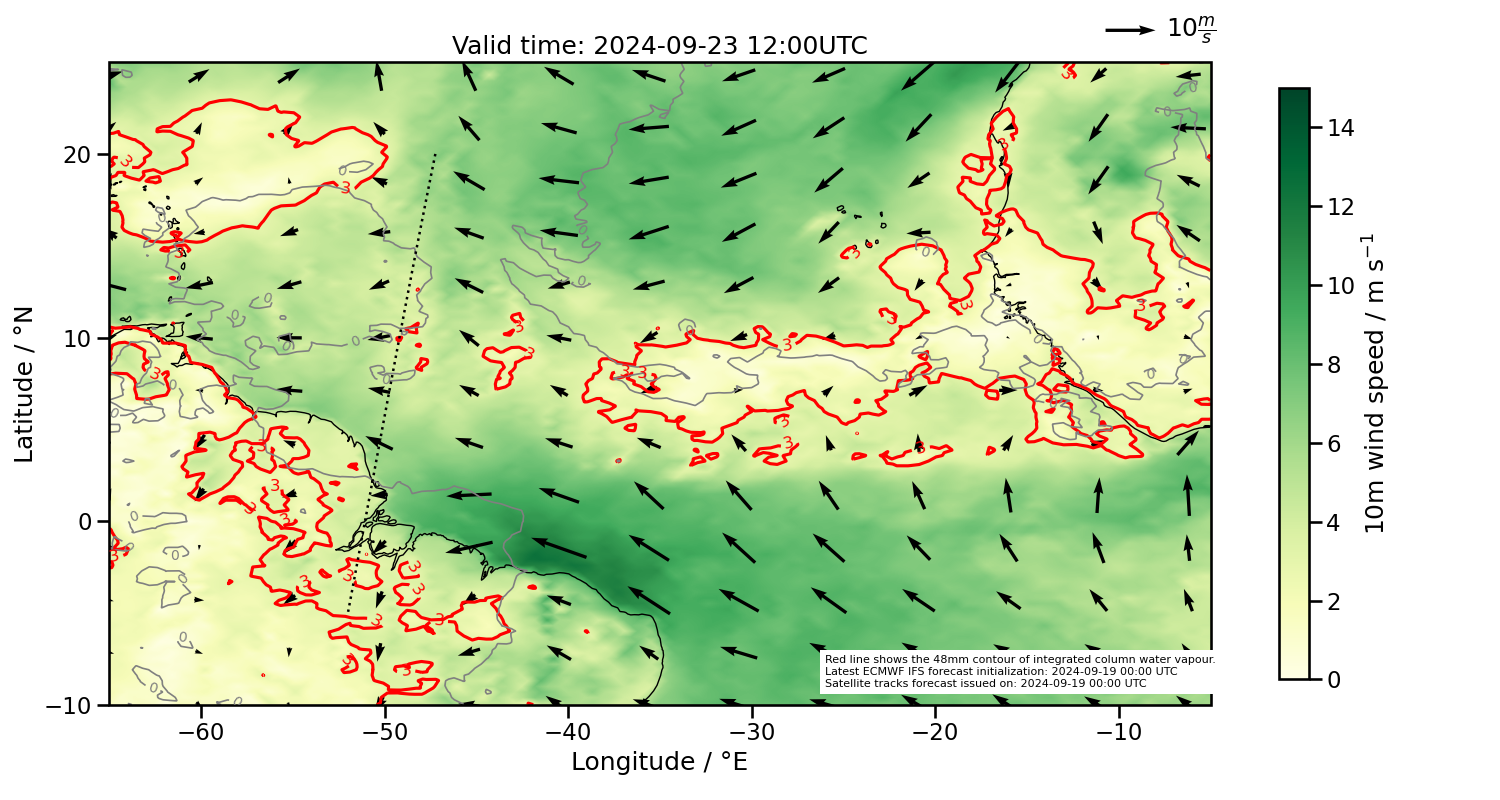 10 m/s
Valid time: 2024-09-23 12:00UTC
20
10
0
−10
Latitude / °N
−60
−50
−40
−30
−20
−10
Longitude / °E
14
12
10
8
6
4
2
0
10m wind speed / m s⁻¹
Red line shows the 48mm contour of integrated column water vapour.
Latest ECMWF IFS forecast initialization: 2024-09-19 00:00 UTC
Satellite tracks forecast issued on: 2024-09-19 00:00 UTC